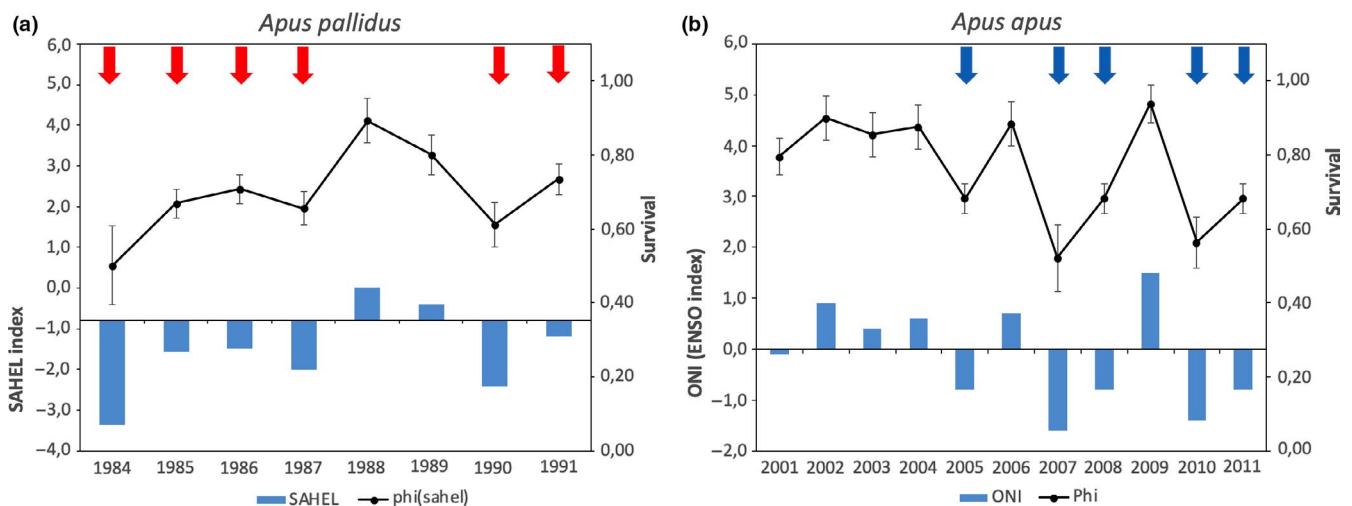 (a)
Apus pallidus
6,0
5,0
4,0
3,0
2,0
1,0
0,0
−1,0
−2,0
−3,0
−4,0
SAHEL index
1,00
0,80
0,60
0,40
0,20
0,00
Survival
1984 1985 1986 1987 1988 1989 1990 1991
SAHEL phi(sahel)
(b)
Apus apus
6,0
5,0
4,0
3,0
2,0
1,0
0,0
−1,0
−2,0
ONI (ENSO index)
1,00
0,80
0,60
0,40
0,20
0,00
Survival
2001 2002 2003 2004 2005 2006 2007 2008 2009 2010 2011
ONI Phi